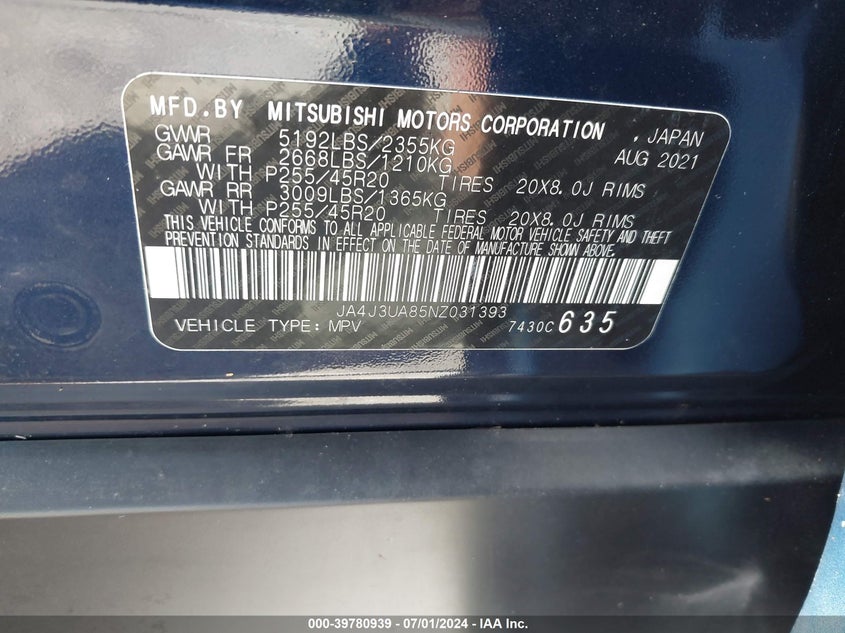 MFD.BY MITSUBISHI MOTORS CORPORATION , JAPAN
GVWR 5192LBS/2355KG AUG 2021
GAWR FR 2668LBS/1210KG
WITH P255/45R20 TIRES 20X8.0J RIMS
GAWR RR 3009LBS/1365KG
WITH P255/45R20 TIRES 20X8.0J RIMS
THIS VEHICLE CONFORMS TO ALL APPLICABLE FEDERAL MOTOR VEHICLE SAFETY AND THEFT
PREVENTION STANDARDS IN EFFECT ON THE DATE OF MANUFACTURE SHOWN ABOVE.
JA4J3UA85NZ031393
VEHICLE TYPE: MPV 7430C 635
000-39780939 / 07/01/2024 - IAA Inc.